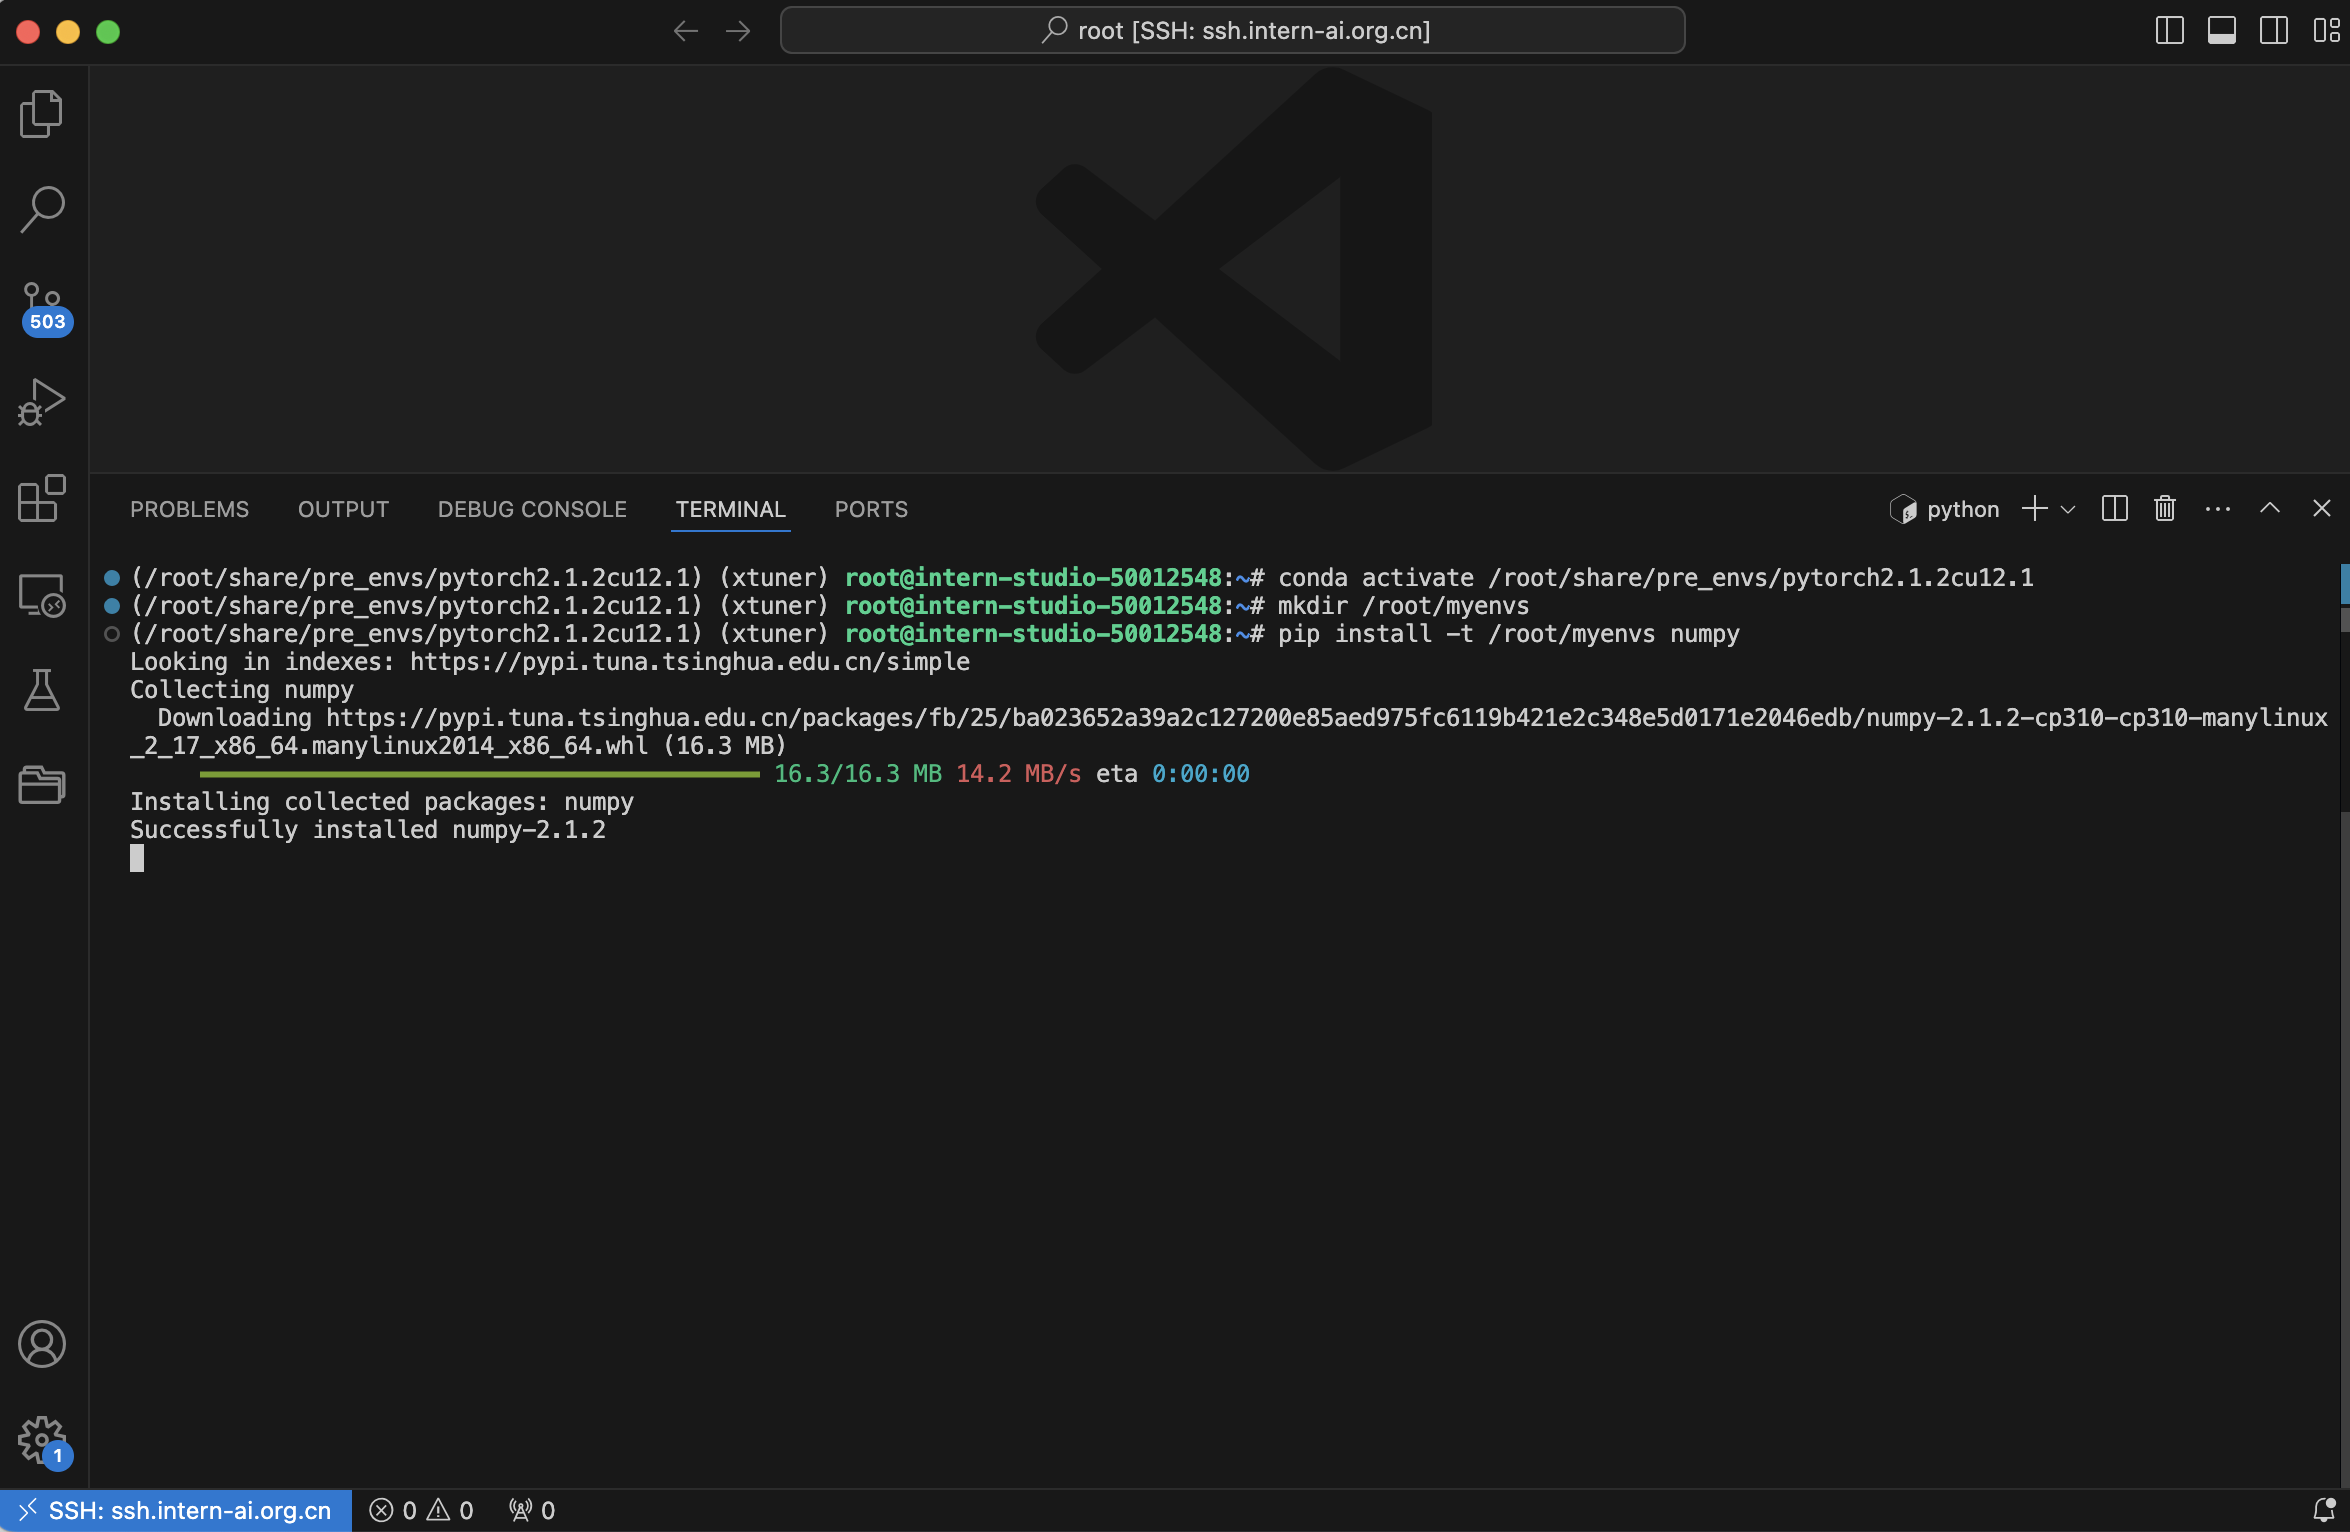 root [SSH: ssh.intern-ai.org.cn]
503
PROBLEMS OUTPUT DEBUG CONSOLE TERMINAL PORTS python
(/root/share/pre_envs/pytorch2.1.2cu12.1) (xtuner) root@intern-studio-50012548:~# conda activate /root/share/pre_envs/pytorch2.1.2cu12.1
(/root/share/pre_envs/pytorch2.1.2cu12.1) (xtuner) root@intern-studio-50012548:~# mkdir /root/myenvs
(/root/share/pre_envs/pytorch2.1.2cu12.1) (xtuner) root@intern-studio-50012548:~# pip install -t /root/myenvs numpy
Looking in indexes: https://pypi.tuna.tsinghua.edu.cn/simple
Collecting numpy
  Downloading https://pypi.tuna.tsinghua.edu.cn/packages/fb/25/ba023652a39a2c127200e85aed975fc6119b421e2c348e5d0171e2046edb/numpy-2.1.2-cp310-cp310-manylinux
_2_17_x86_64.manylinux2014_x86_64.whl (16.3 MB)
16.3/16.3 MB 14.2 MB/s eta 0:00:00
Installing collected packages: numpy
Successfully installed numpy-2.1.2
1
SSH: ssh.intern-ai.org.cn 0 0 0